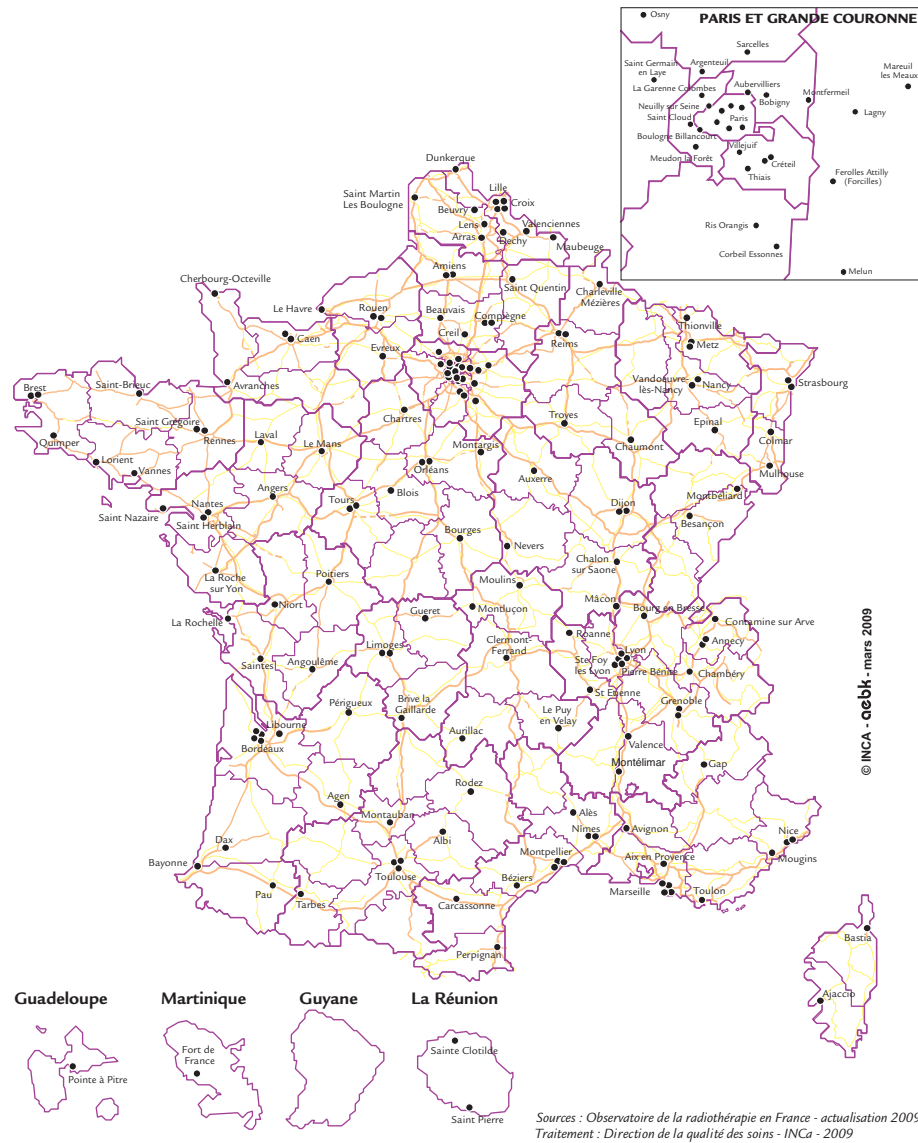 Osny
PARIS ET GRANDE COURONNE
Sarcelles
Saint Germain
en Laye
Argenteuil
Mareuil
les Meaux
La Garenne Colombes
Aubervilliers
Montfermeil
Bobigny
Neuilly sur Seine
Lagny
Saint Cloud
Paris
Boulogne Billancourt
Villejuif
Meudon la Forêt
Créteil
Thiais
Ferolles Attilly
(Forcilles)
Ris Orangis
Corbeil Essonnes
Melun
Dunkerque
Saint Martin
Les Boulogne
Lille
Croix
Beuvry
Lens
Valenciennes
Arras
Dechy
Maubeuge
Amiens
Cherbourg-Octeville
Saint Quentin
Charleville
Mézières
Le Havre
Rouen
Beauvais
Compiègne
Thionville
Caen
Creil
Reims
Metz
Evreux
Brest
Saint-Brieuc
Avranches
Vandoeuvre-
lès-Nancy
Nancy
Strasbourg
Chartres
Saint Grégoire
Troyes
Epinal
Quimper
Rennes
Laval
Le Mans
Montargis
Chaumont
Colmar
Lorient
Orléans
Vannes
Auxerre
Mulhouse
Angers
Blois
Montbéliard
Nantes
Tours
Dijon
Saint Nazaire
Saint Herblain
Besançon
Bourges
Nevers
Chalon
sur Saone
La Roche
sur Yon
Poitiers
Moulins
Niort
Gueret
Montluçon
Mâcon
Bourg en Bresse
La Rochelle
Contamine sur Arve
Roanne
Annecy
Limoges
Clermont-
Ferrand
Lyon
Saintes
Angoulême
Ste Foy
les Lyon
Pierre Bénite
Chambéry
St Etienne
Périgueux
Brive la
Gaillarde
Le Puy
en Velay
Grenoble
Libourne
Aurillac
Bordeaux
Valence
Montélimar
Gap
Rodez
Agen
Montauban
Alès
Albi
Nîmes
Avignon
Nice
Dax
Montpellier
Aix en Provence
Mougins
Bayonne
Toulouse
Béziers
Marseille
Toulon
Pau
Tarbes
Carcassonne
Perpignan
Bastia
Ajaccio
© INCA - aebk - mars 2009
Guadeloupe
Martinique
Guyane
La Réunion
Fort de
France
Sainte Clotilde
Pointe à Pitre
Saint Pierre
Sources : Observatoire de la radiothérapie en France - actualisation 2009
Traitement : Direction de la qualité des soins - INCa - 2009